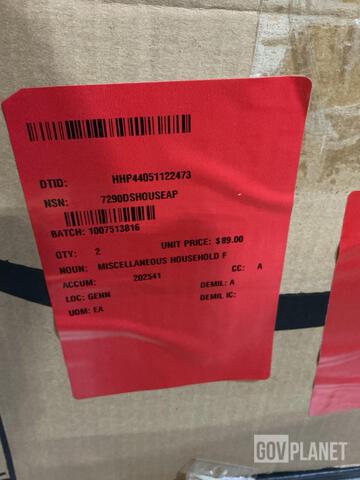 DTID: HHP44051122473
NSN: 7290DSHOUSEAP
BATCH: 1007513816
QTY: 2 UNIT PRICE: $89.00
NOUN: MISCELLANEOUS HOUSEHOLD F
ACCUM: 202541 CC: A
LOC: GENN DEMIL: A
UOM: EA DEMIL IC:
GOVPLANET